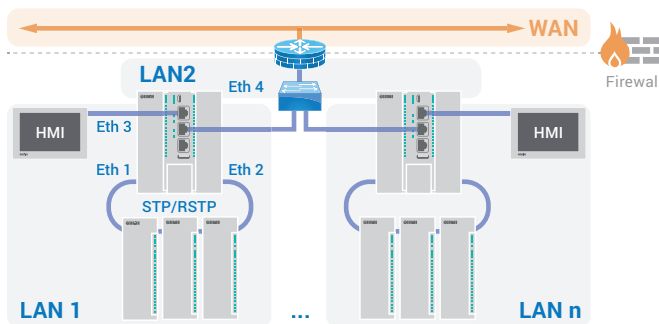 WAN
Firewall
LAN2
Eth 4
HMI
Eth 3
HMI
Eth 1
Eth 2
STP/RSTP
LAN 1
...
LAN n